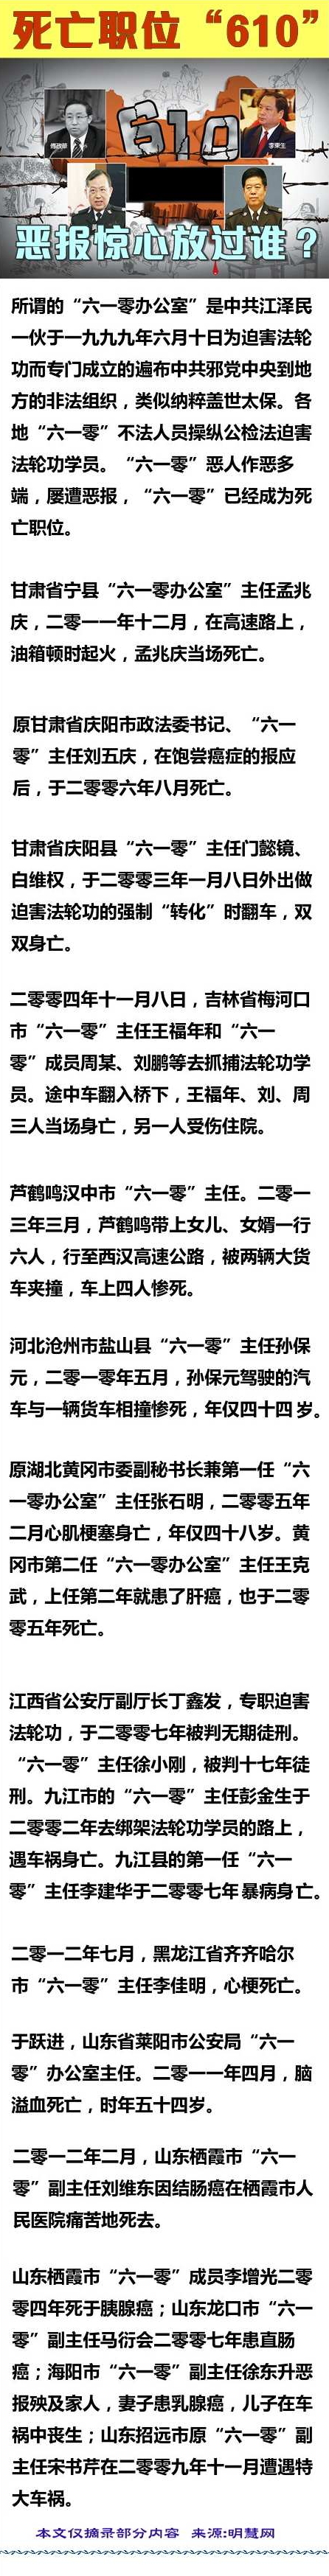 死亡职位“610”
傅政华
李东生
610
恶报惊心放过谁？
所谓的“六一零办公室”是中共江泽民
一伙于一九九九年六月十日为迫害法轮
功而专门成立的遍布中共邪党中央到地
方的非法组织，类似纳粹盖世太保。各
地“六一零”不法人员操纵公检法迫害
法轮功学员。“六一零”恶人作恶多
端，屡遭恶报，“六一零”已经成为死
亡职位。
甘肃省宁县“六一零办公室”主任孟兆
庆，二零一一年十二月，在高速路上，
油箱顿时起火，孟兆庆当场死亡。
原甘肃省庆阳市政法委书记、“六一
零”主任刘五庆，在饱尝癌症的报应
后，于二零零六年八月死亡。
甘肃省庆阳县“六一零”主任门懿镜、
白维权，于二零零三年一月八日外出做
迫害法轮功的强制“转化”时翻车，双
双身亡。
二零零四年十一月八日，吉林省梅河口
市“六一零”主任王福年和“六一
零”成员周某、刘鹏等去抓捕法轮功学
员。途中车翻入桥下，王福年、刘、周
三人当场身亡，另一人受伤住院。
芦鹤鸣汉中市“六一零”主任。二零一
三年三月，芦鹤鸣带上女儿、女婿一行
六人，行至西汉高速公路，被两辆大货
车夹撞，车上四人惨死。
河北沧州市盐山县“六一零”主任孙保
元，二零一零年五月，孙保元驾驶的汽
车与一辆货车相撞惨死，年仅四十四岁。
原湖北黄冈市委副秘书长兼第一任“六
一零办公室”主任张石明，二零零五年
二月心肌梗塞身亡，年仅四十八岁。黄
冈市第二任“六一零办公室”主任王克
武，上任第二年就患了肝癌，也于二零
零五年死亡。
江西省公安厅副厅长丁鑫发，专职迫害
法轮功，于二零零七年被判无期徒刑。
“六一零”主任徐小刚，被判十七年徒
刑。九江市的“六一零”主任彭金生于
二零零二年去绑架法轮功学员的路上，
遇车祸身亡。九江县的第一任“六一
零”主任李建华于二零零七年暴病身亡。
二零一二年七月，黑龙江省齐齐哈尔
市“六一零”主任李佳明，心梗死亡。
于跃进，山东省莱阳市公安局“六一
零”办公室主任。二零一一年四月，脑
溢血死亡，时年五十四岁。
二零一二年二月，山东栖霞市“六一
零”副主任刘维东因结肠癌在栖霞市人
民医院痛苦地死去。
山东栖霞市“六一零”成员李增光二零
零四年死于胰腺癌；山东龙口市“六一
零”副主任马衍会二零零七年患直肠
癌；海阳市“六一零”副主任徐东升恶
报殃及家人，妻子患乳腺癌，儿子在车
祸中丧生；山东招远市原“六一零”副
主任宋书芹在二零零九年十一月遭遇特
大车祸。
本文仅摘录部分内容 来源:明慧网